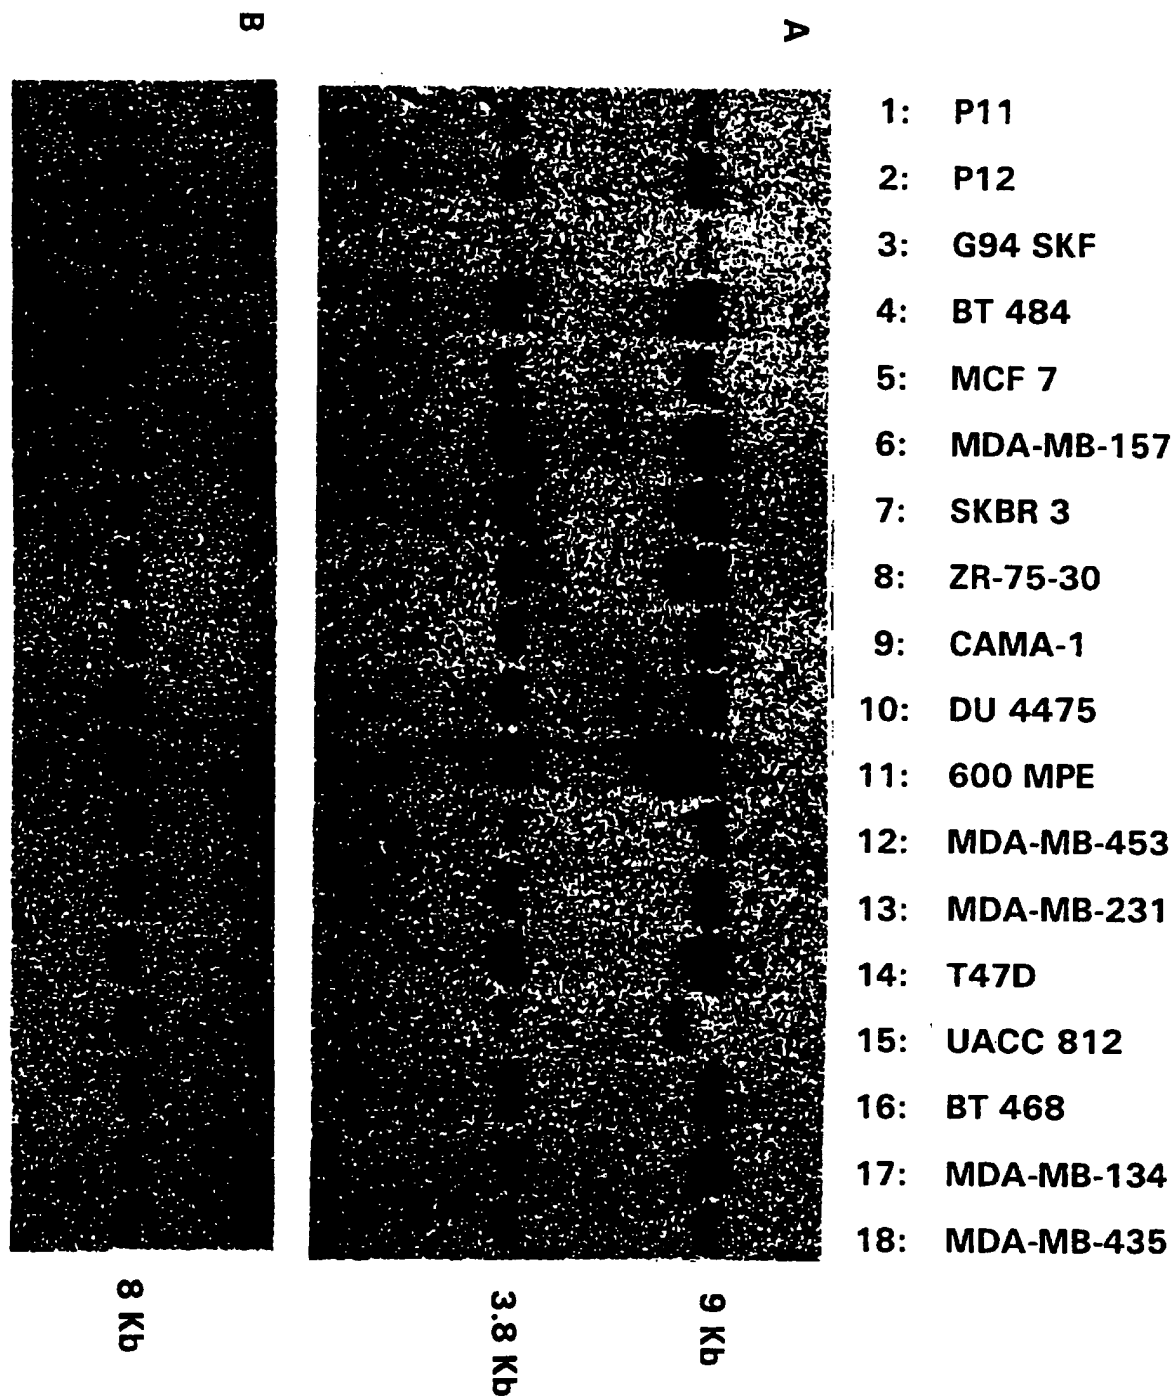 B
A
1: P11
2: P12
3: G94 SKF
4: BT 484
5: MCF 7
6: MDA-MB-157
7: SKBR 3
8: ZR-75-30
9: CAMA-1
10: DU 4475
11: 600 MPE
12: MDA-MB-453
13: MDA-MB-231
14: T47D
15: UACC 812
16: BT 468
17: MDA-MB-134
18: MDA-MB-435
8 Kb
3.8 Kb
9 Kb